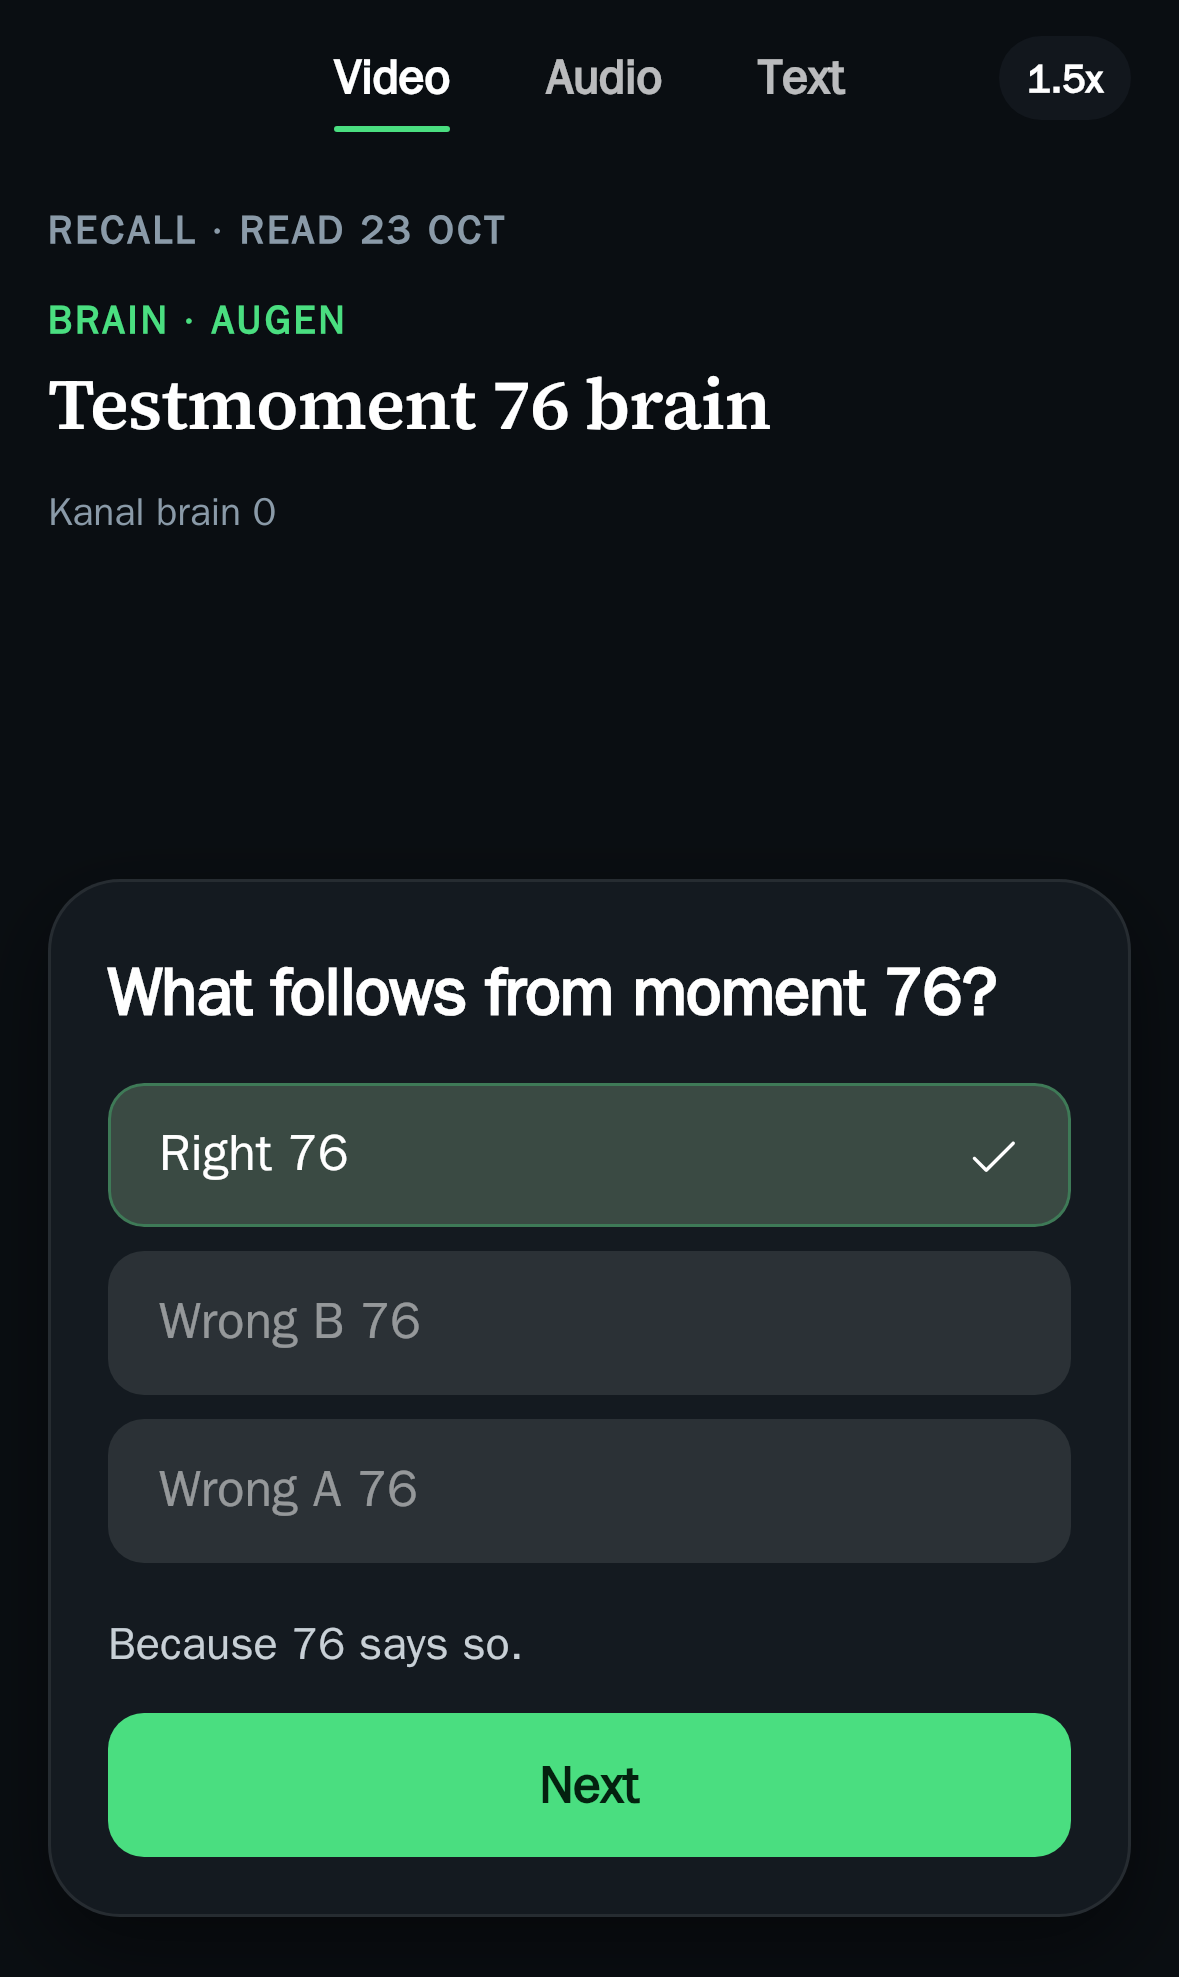 Video Audio Text 1.5x
RECALL · READ 23 OCT
BRAIN · AUGEN
Testmoment 76 brain
Kanal brain 0
What follows from moment 76?
Right 76
Wrong B 76
Wrong A 76
Because 76 says so.
Next